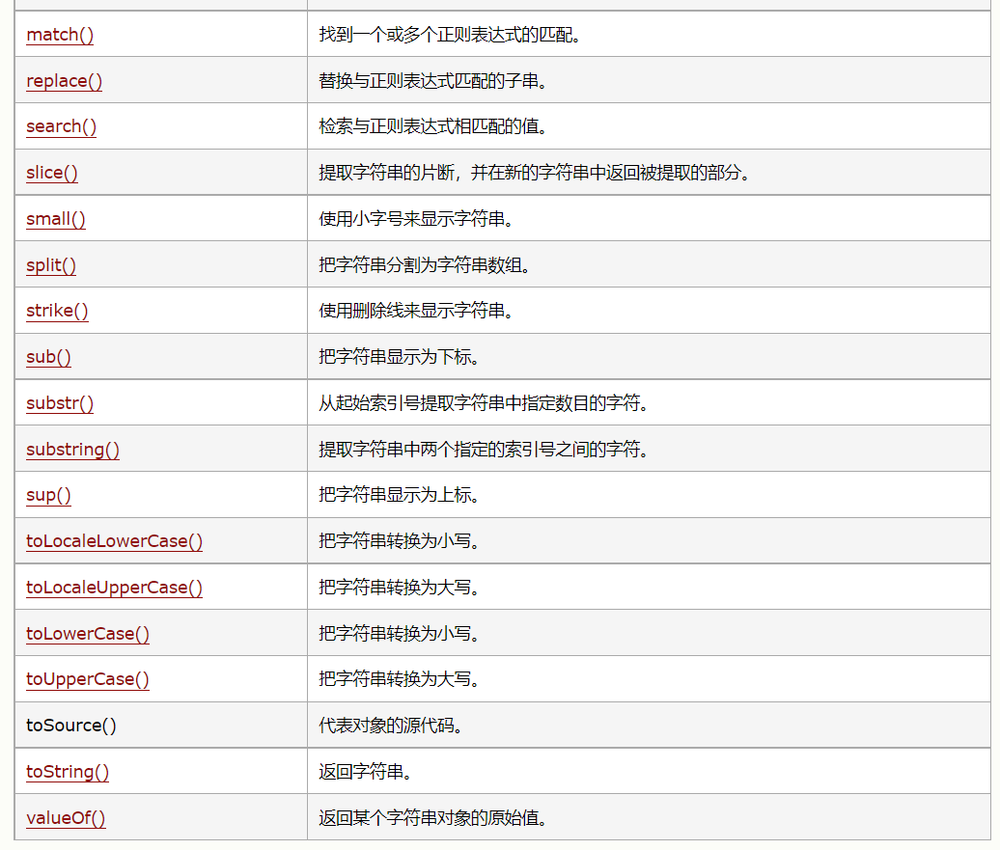 match() 找到一个或多个正则表达式的匹配。
replace() 替换与正则表达式匹配的子串。
search() 检索与正则表达式相匹配的值。
slice() 提取字符串的片断，并在新的字符串中返回被提取的部分。
small() 使用小字号来显示字符串。
split() 把字符串分割为字符串数组。
strike() 使用删除线来显示字符串。
sub() 把字符串显示为下标。
substr() 从起始索引号提取字符串中指定数目的字符。
substring() 提取字符串中两个指定的索引号之间的字符。
sup() 把字符串显示为上标。
toLocaleLowerCase() 把字符串转换为小写。
toLocaleUpperCase() 把字符串转换为大写。
toLowerCase() 把字符串转换为小写。
toUpperCase() 把字符串转换为大写。
toSource() 代表对象的源代码。
toString() 返回字符串。
valueOf() 返回某个字符串对象的原始值。